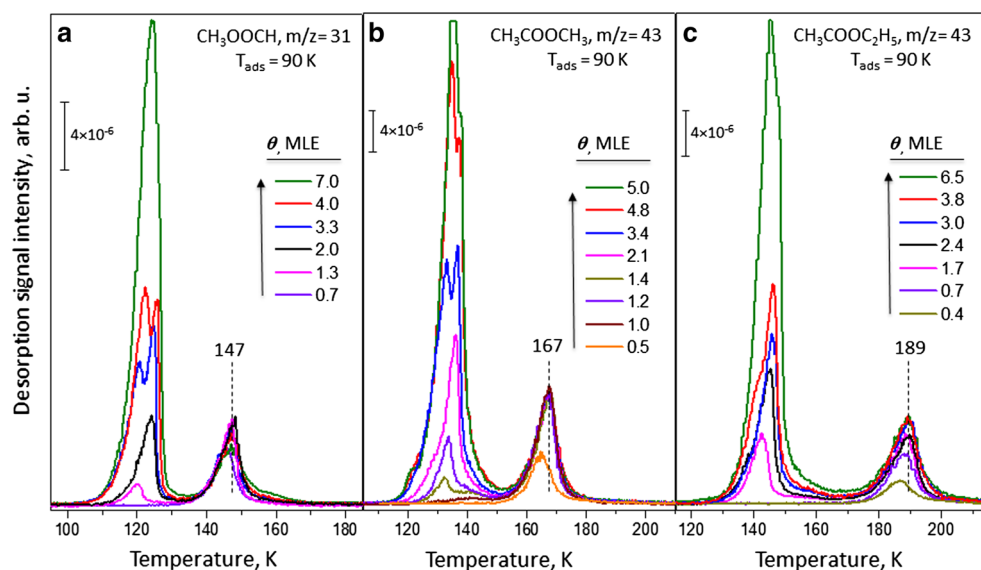 a
CH₃OOCH, m/z= 31
Tads = 90 K
4×10⁻⁶
θ, MLE
7.0
4.0
3.3
2.0
1.3
0.7
147
100 120 140 160 180
Temperature, K
b
CH₃COOCH₃, m/z= 43
Tads = 90 K
4×10⁻⁶
θ, MLE
5.0
4.8
3.4
2.1
1.4
1.2
1.0
0.5
167
120 140 160 180 200
Temperature, K
c
CH₃COOC₂H₅, m/z= 43
Tads = 90 K
4×10⁻⁶
θ, MLE
6.5
3.8
3.0
2.4
1.7
0.7
0.4
189
120 140 160 180 200
Temperature, K
Desorption signal intensity, arb. u.